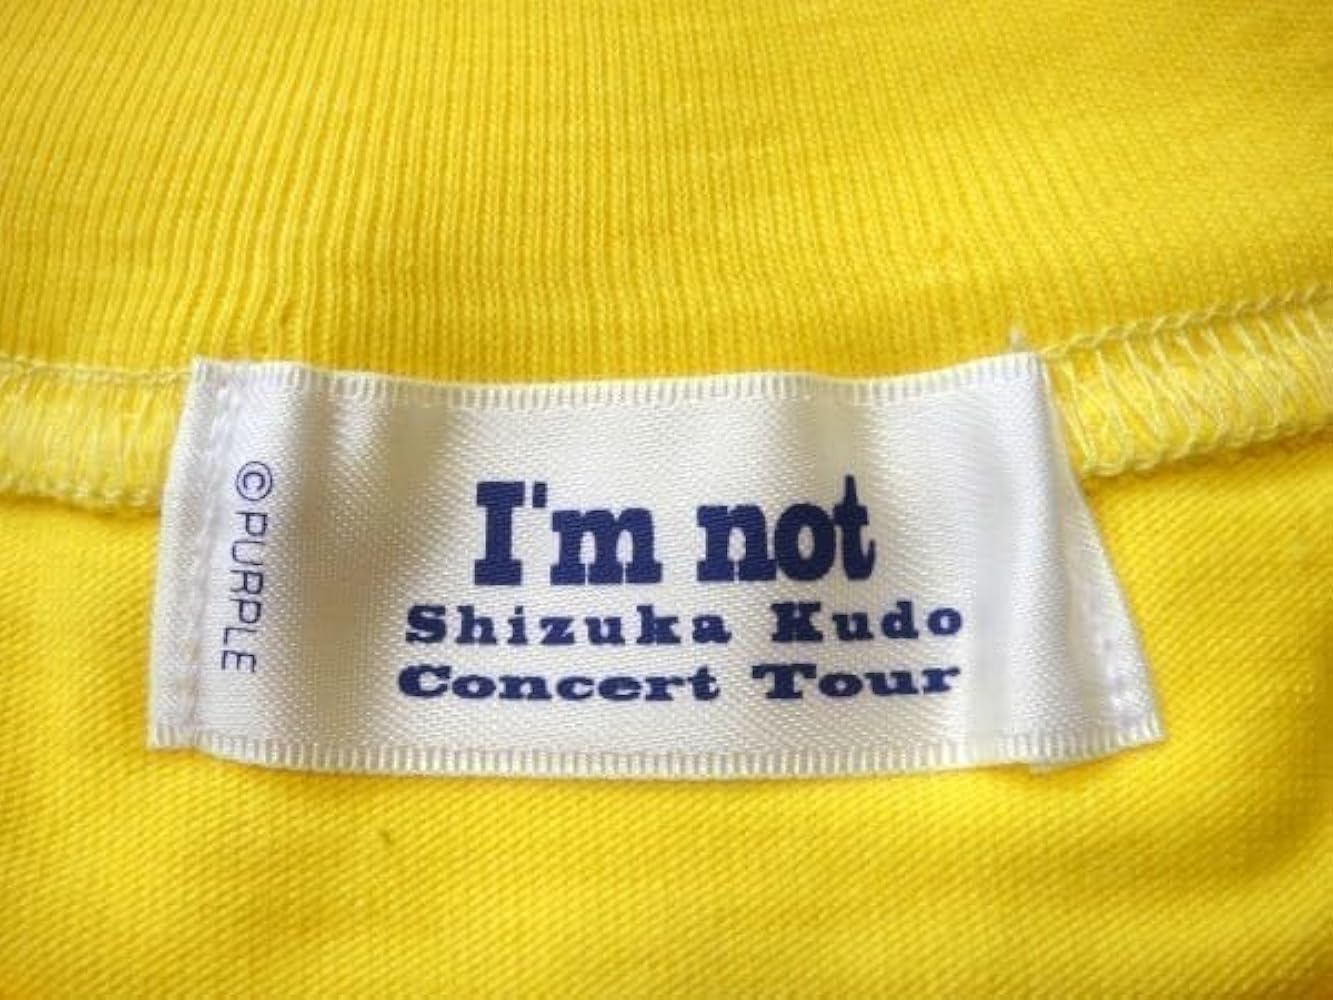 I'm not
Shizuka Kudo
Concert Tour
©PURPLE